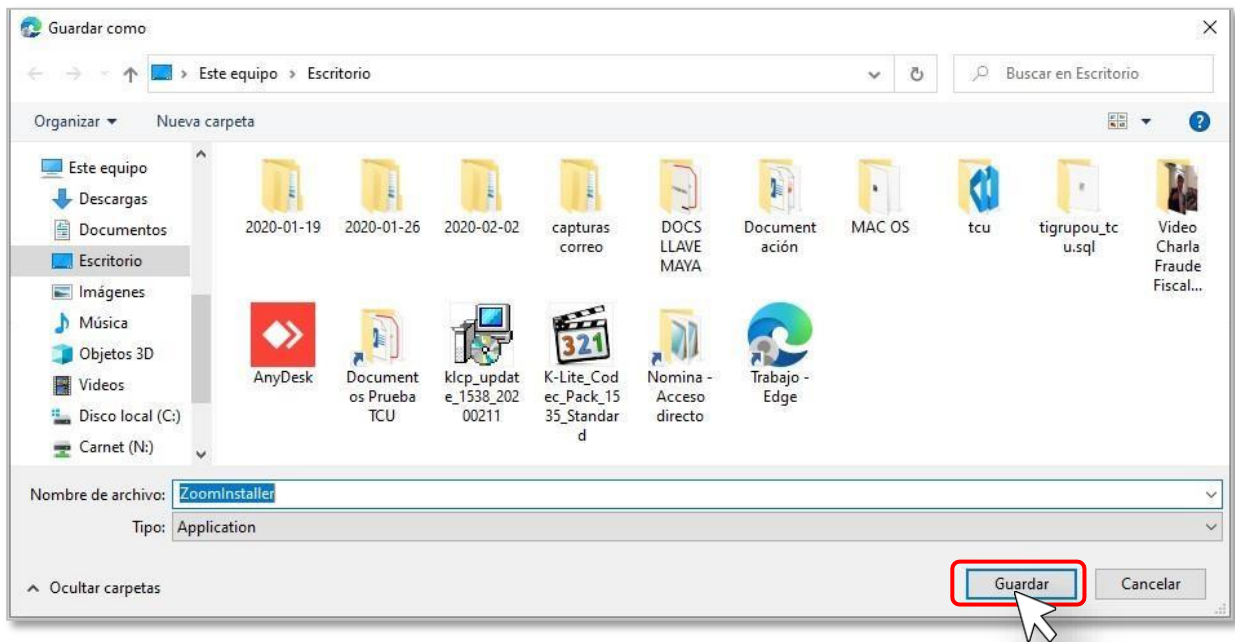 Guardar como
Este equipo > Escritorio
Buscar en Escritorio
Organizar
Nueva carpeta
Este equipo
Descargas
Documentos
Escritorio
Imágenes
Música
Objetos 3D
Videos
Disco local (C:)
Carnet (N:)
2020-01-19
2020-01-26
2020-02-02
capturas
correo
DOCS
LLAVE
MAYA
Document
ación
MAC OS
tcu
tigrupou_tc
u.sql
Video
Charla
Fraude
Fiscal...
AnyDesk
Document
os Prueba
TCU
klcp_updat
e_1538_202
00211
321
K-Lite_Cod
ec_Pack_15
35_Standar
d
Nomina -
Acceso
directo
Trabajo -
Edge
Nombre de archivo: ZoomInstaller
Tipo: Application
Ocultar carpetas
Guardar
Cancelar